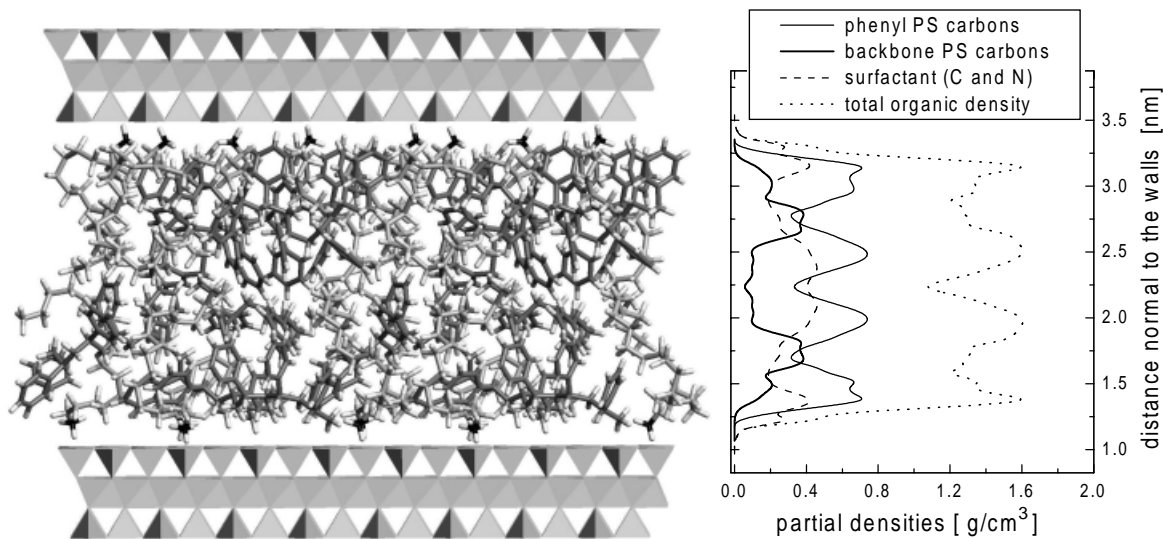 phenyl PS carbons
backbone PS carbons
surfactant (C and N)
total organic density
3.5
3.0
2.5
2.0
1.5
1.0
distance normal to the walls [nm]
0.0 0.4 0.8 1.2 1.6 2.0
partial densities [ g/cm³]